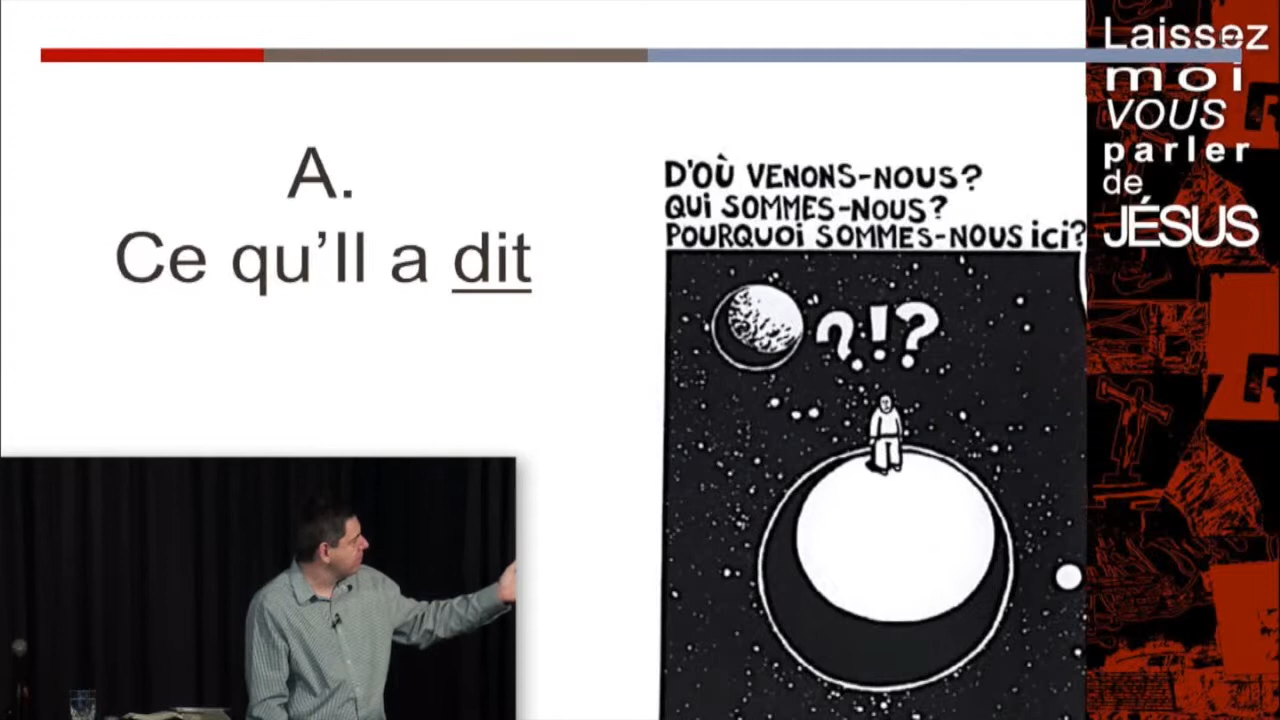 A.
Ce qu'Il a dit
D'OÙ VENONS-NOUS?
QUi SOMMES-NOUS?
POURQUOi SOMMES-NOUS ici?
?!?
Laissez
moi
VOUS
parler
de
JÉSUS